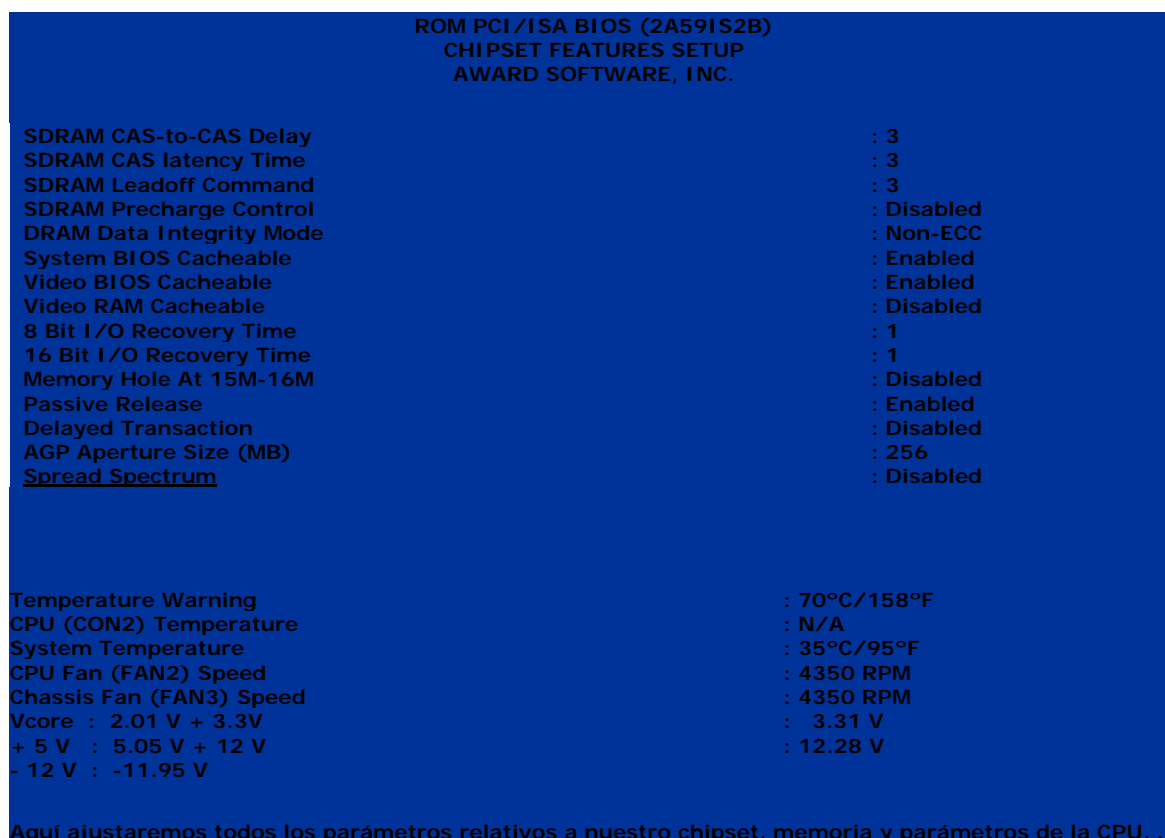 ROM PCI/ISA BIOS (2A59IS2B)
CHIPSET FEATURES SETUP
AWARD SOFTWARE, INC.
SDRAM CAS-to-CAS Delay : 3
SDRAM CAS latency Time : 3
SDRAM Leadoff Command : 3
SDRAM Precharge Control : Disabled
DRAM Data Integrity Mode : Non-ECC
System BIOS Cacheable : Enabled
Video BIOS Cacheable : Enabled
Video RAM Cacheable : Disabled
8 Bit I/O Recovery Time : 1
16 Bit I/O Recovery Time : 1
Memory Hole At 15M-16M : Disabled
Passive Release : Enabled
Delayed Transaction : Disabled
AGP Aperture Size (MB) : 256
Spread Spectrum : Disabled
Temperature Warning : 70°C/158°F
CPU (CON2) Temperature : N/A
System Temperature : 35°C/95°F
CPU Fan (FAN2) Speed : 4350 RPM
Chassis Fan (FAN3) Speed : 4350 RPM
Vcore : 2.01 V + 3.3V : 3.31 V
+ 5 V : 5.05 V + 12 V : 12.28 V
- 12 V : -11.95 V
Aquí ajustaremos todos los parámetros relativos a nuestro chipset, memoria y parámetros de la CPU.